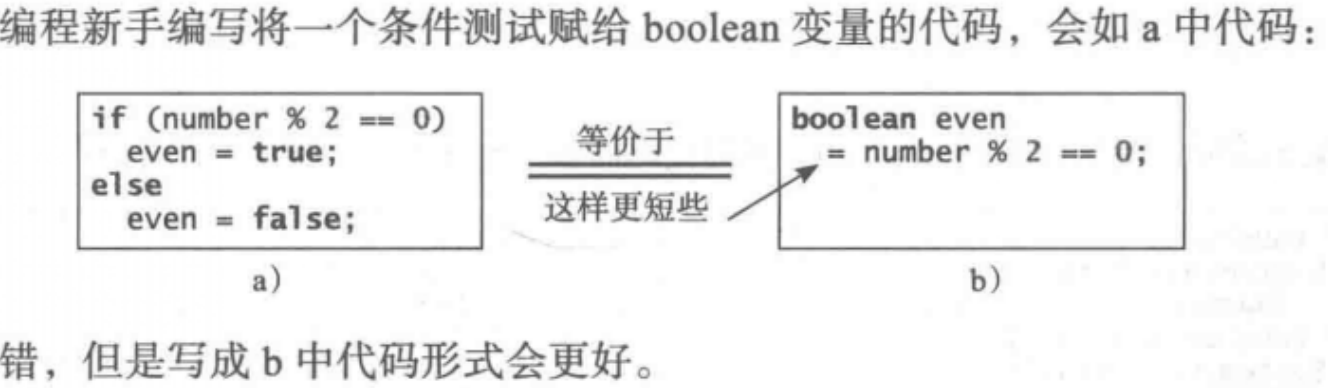 编程新手编写将一个条件测试赋给 boolean 变量的代码，会如 a 中代码：
if (number % 2 == 0)
even = true;
else
even = false;
a）
等价于
这样更短些
boolean even
= number % 2 == 0;
b）
错，但是写成 b 中代码形式会更好。